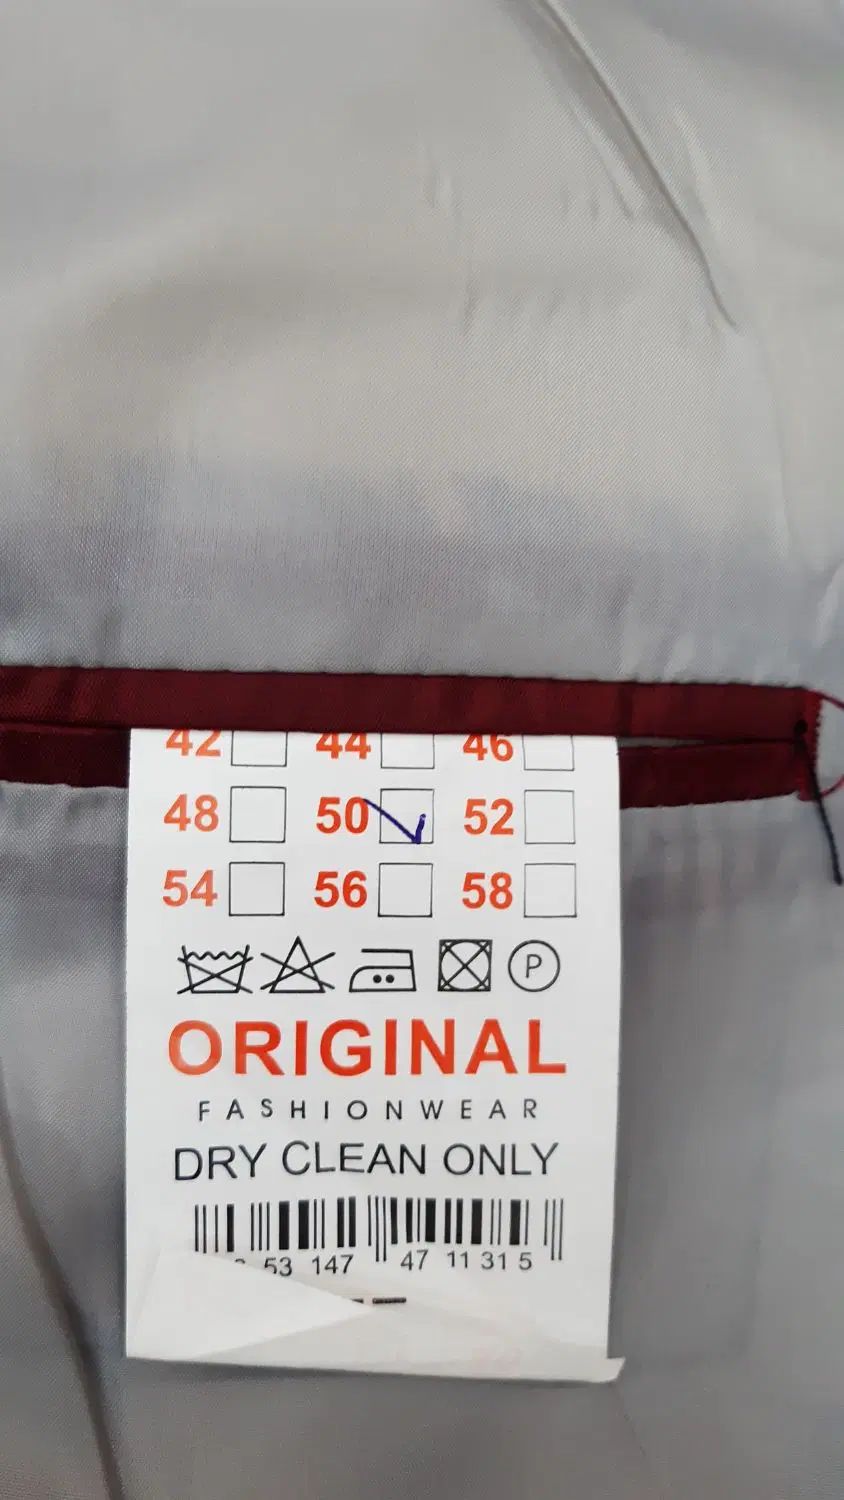 42 44 46
48 50 52
54 56 58
P
ORIGINAL
FASHIONWEAR
DRY CLEAN ONLY
53 147 47 11 31 5